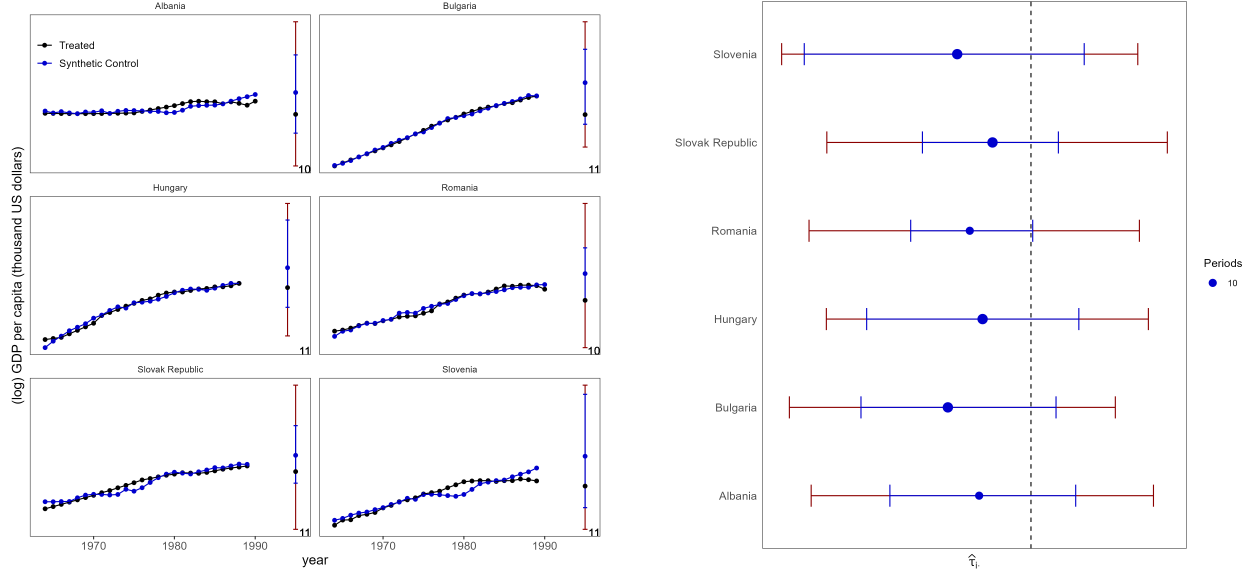 Albania
Bulgaria
Treated
Synthetic Control
10
11
Hungary
Romania
11
10
Slovak Republic
Slovenia
11
11
1970
1980
1990
1970
1980
1990
year
(log) GDP per capita (thousand US dollars)
Slovenia
Slovak Republic
Romania
Hungary
Bulgaria
Albania
τ̂i.
Periods
10